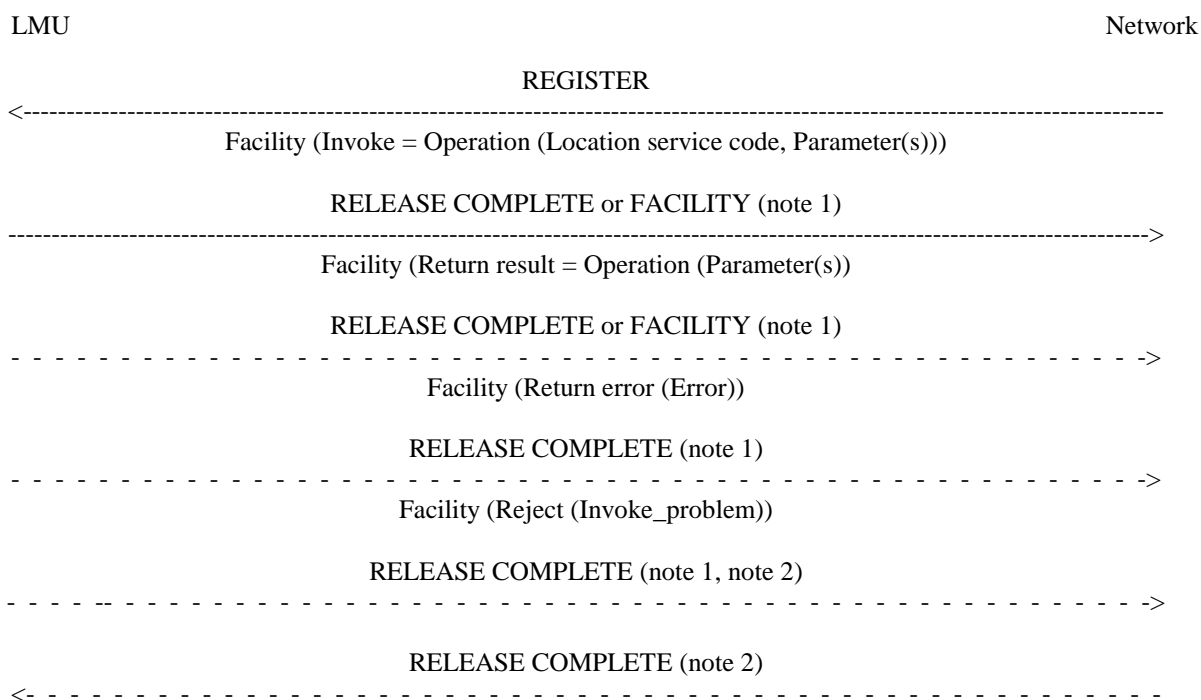 LMU Network
REGISTER
<------------------------------------------------------------------------------------------------------------------------------------
Facility (Invoke = Operation (Location service code, Parameter(s)))
RELEASE COMPLETE or FACILITY (note 1)
------------------------------------------------------------------------------------------------------------------------------------>
Facility (Return result = Operation (Parameter(s))
RELEASE COMPLETE or FACILITY (note 1)
- - - - - - - - - - - - - - - - - - - - - - - - - - - - - - - - - - - - - - - - - - - - - - - - - - - ->
Facility (Return error (Error))
RELEASE COMPLETE (note 1)
- - - - - - - - - - - - - - - - - - - - - - - - - - - - - - - - - - - - - - - - - - - - - - - - - - - ->
Facility (Reject (Invoke_problem))
RELEASE COMPLETE (note 1, note 2)
- - - - -- - - - - - - - - - - - - - - - - - - - - - - - - - - - - - - - - - - - - - - - - - - - - - ->
RELEASE COMPLETE (note 2)
<- - - - - - - - - - - - - - - - - - - - - - - - - - - - - - - - - - - - - - - - - - - - - - - - - - -